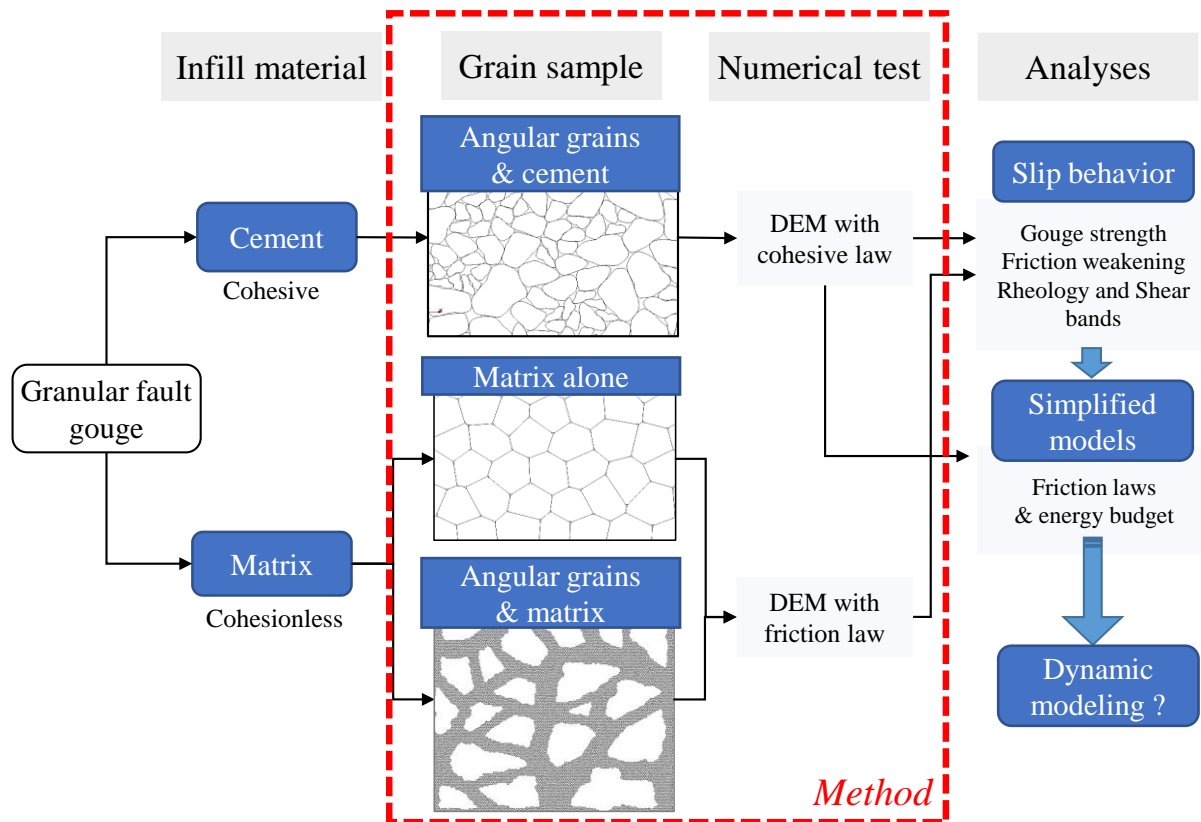 Infill material
Grain sample
Numerical test
Analyses
Angular grains
& cement
Slip behavior
Cement
Cohesive
DEM with
cohesive law
Gouge strength
Friction weakening
Rheology and Shear
bands
Granular fault
gouge
Matrix alone
Simplified
models
Friction laws
& energy budget
Matrix
Cohesionless
Angular grains
& matrix
DEM with
friction law
Dynamic
modeling ?
Method